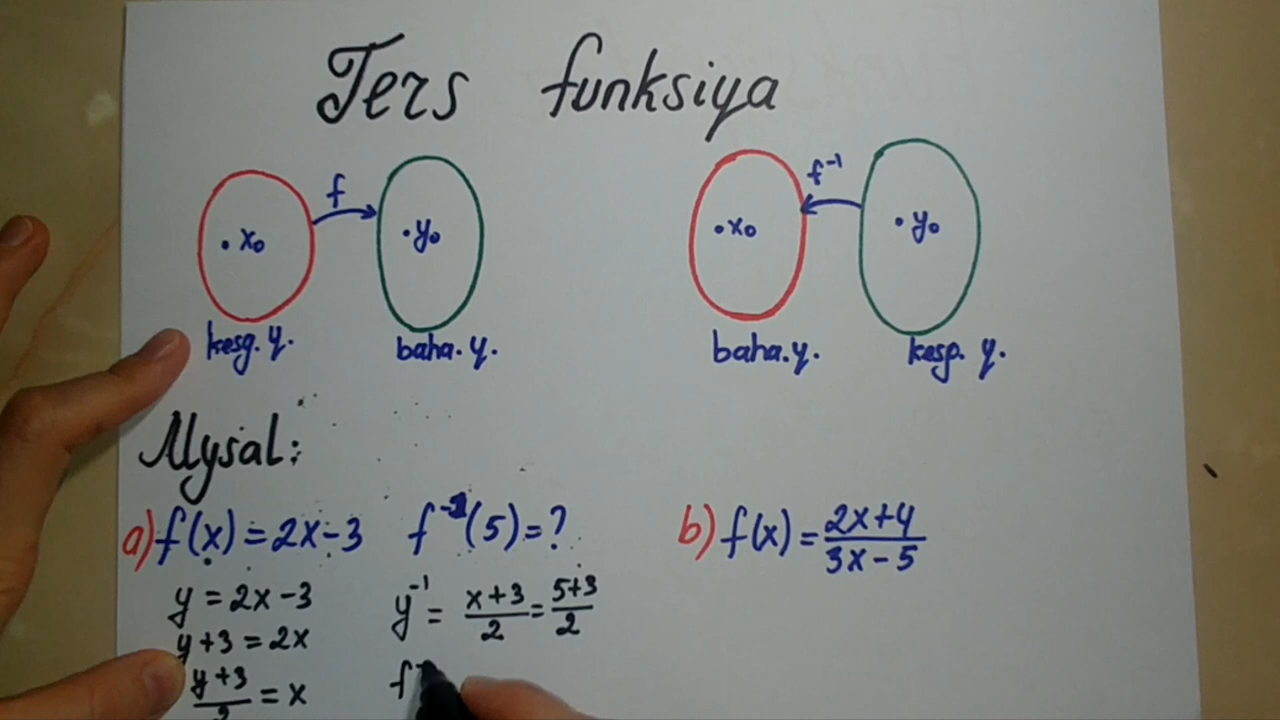 Ters funksiya
f
f⁻¹
• x₀
• y₀
• x₀
• y₀
kesg. y.
baha. y.
baha. y.
kesp. y.
Mysal:
a) f(x) = 2x - 3
f⁻¹(5) = ?
y = 2x - 3
y⁻¹ = (x+3)/2 = (5+3)/2
y + 3 = 2x
(y+3)/2 = x
f
b) f(x) = (2x+4)/(3x-5)